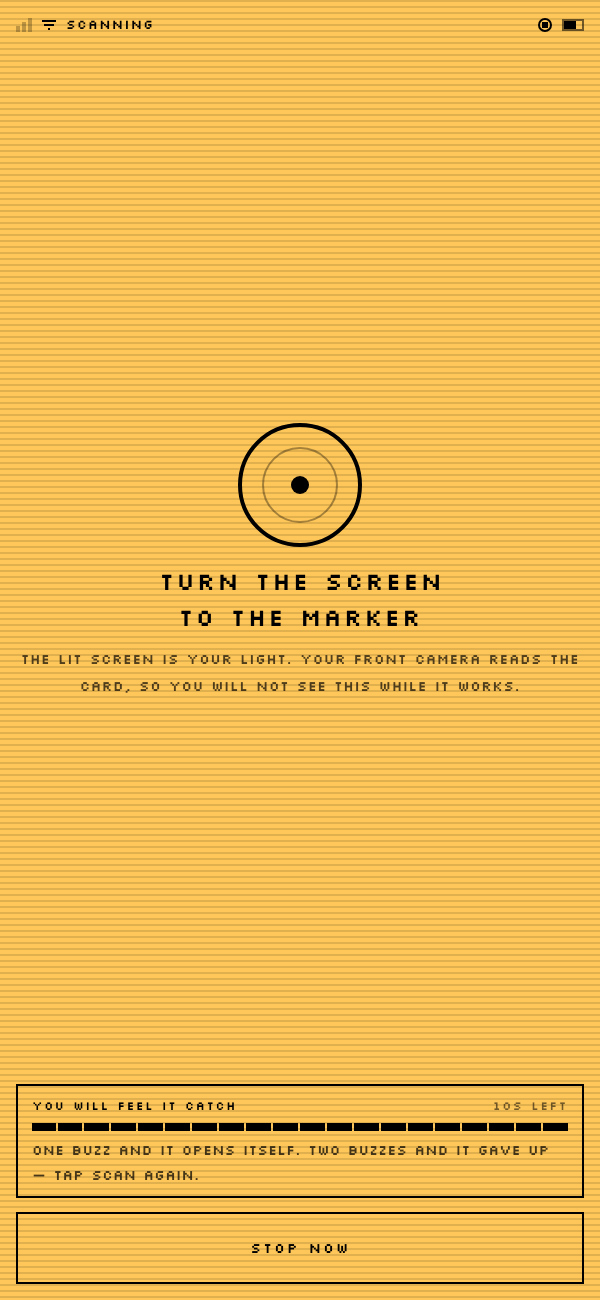 SCANNING
TURN THE SCREEN
TO THE MARKER
THE LIT SCREEN IS YOUR LIGHT. YOUR FRONT CAMERA READS THE
CARD, SO YOU WILL NOT SEE THIS WHILE IT WORKS.
YOU WILL FEEL IT CATCH
10S LEFT
ONE BUZZ AND IT OPENS ITSELF. TWO BUZZES AND IT GAVE UP
— TAP SCAN AGAIN.
STOP NOW